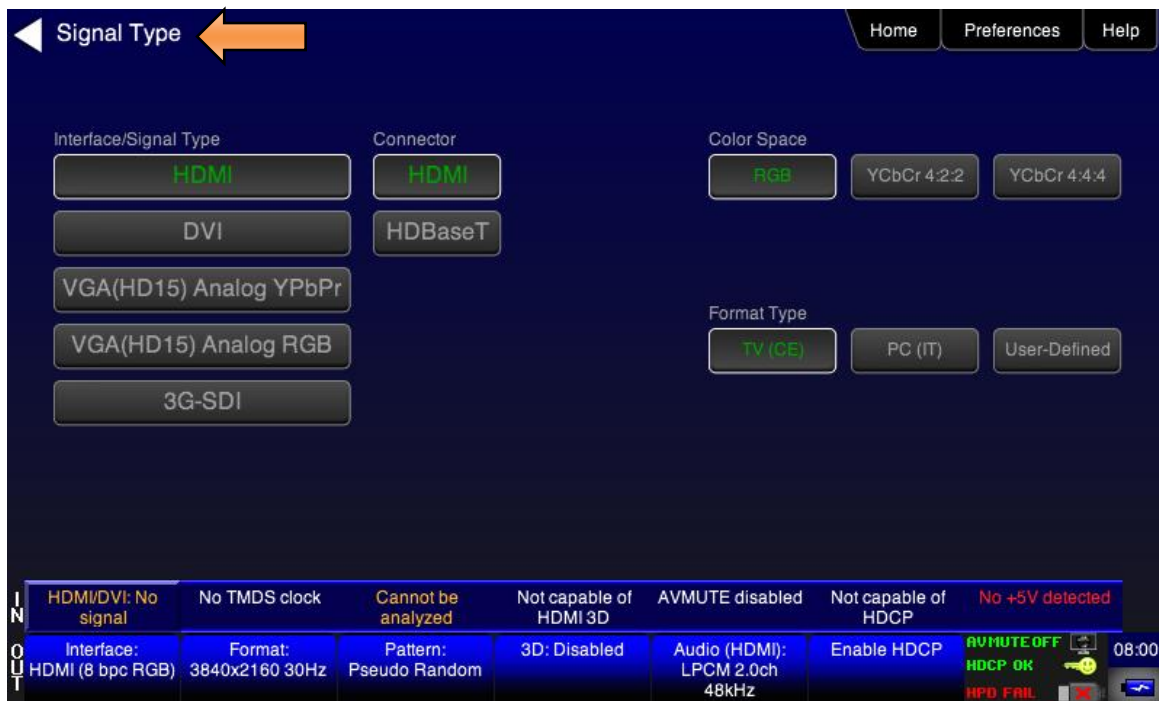 Signal Type
Home
Preferences
Help
Interface/Signal Type
Connector
Color Space
HDMI
HDMI
RGB
YCbCr 4:2:2
YCbCr 4:4:4
DVI
HDBaseT
VGA(HD15) Analog YPbPr
Format Type
VGA(HD15) Analog RGB
TV (CE)
PC (IT)
User-Defined
3G-SDI
IN
HDMI/DVI: No
signal
No TMDS clock
Cannot be
analyzed
Not capable of
HDMI 3D
AVMUTE disabled
Not capable of
HDCP
No +5V detected
OUT
Interface:
HDMI (8 bpc RGB)
Format:
3840x2160 30Hz
Pattern:
Pseudo Random
3D: Disabled
Audio (HDMI):
LPCM 2.0ch
48kHz
Enable HDCP
AVMUTE OFF
HDCP OK
HPD FAIL
08:00